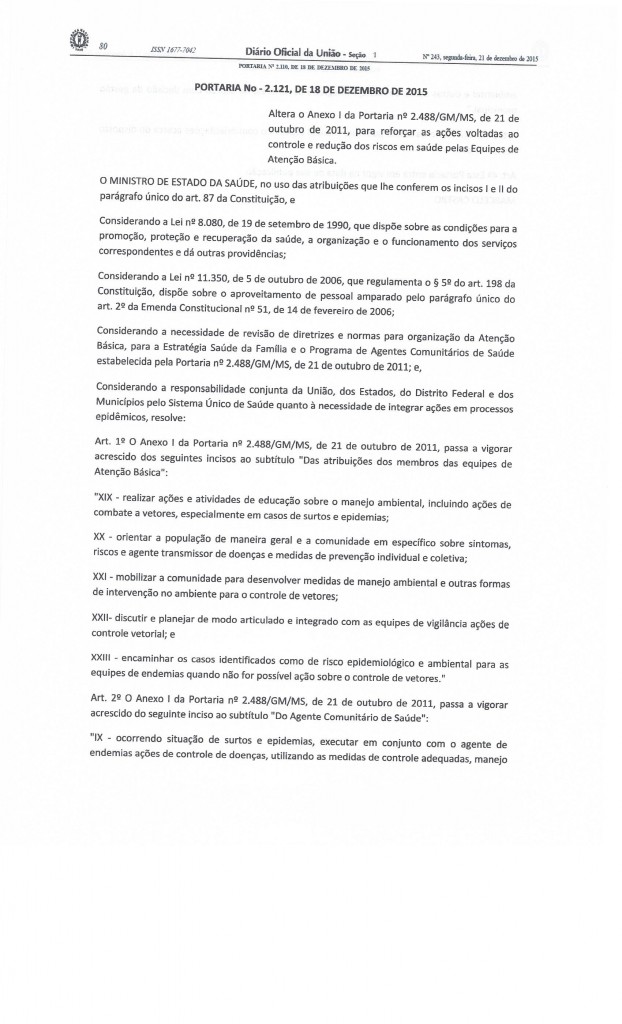 80 ISSN 1677-7042 Diário Oficial da União - Seção 1 Nº 243, segunda-feira, 21 de dezembro de 2015
PORTARIA Nº 2.110, DE 18 DE DEZEMBRO DE 2015
PORTARIA No - 2.121, DE 18 DE DEZEMBRO DE 2015
Altera o Anexo I da Portaria nº 2.488/GM/MS, de 21 de
outubro de 2011, para reforçar as ações voltadas ao
controle e redução dos riscos em saúde pelas Equipes de
Atenção Básica.
O MINISTRO DE ESTADO DA SAÚDE, no uso das atribuições que lhe conferem os incisos I e II do
parágrafo único do art. 87 da Constituição, e
Considerando a Lei nº 8.080, de 19 de setembro de 1990, que dispõe sobre as condições para a
promoção, proteção e recuperação da saúde, a organização e o funcionamento dos serviços
correspondentes e dá outras providências;
Considerando a Lei nº 11.350, de 5 de outubro de 2006, que regulamenta o § 5º do art. 198 da
Constituição, dispõe sobre o aproveitamento de pessoal amparado pelo parágrafo único do
art. 2º da Emenda Constitucional nº 51, de 14 de fevereiro de 2006;
Considerando a necessidade de revisão de diretrizes e normas para organização da Atenção
Básica, para a Estratégia Saúde da Família e o Programa de Agentes Comunitários de Saúde
estabelecida pela Portaria nº 2.488/GM/MS, de 21 de outubro de 2011; e,
Considerando a responsabilidade conjunta da União, dos Estados, do Distrito Federal e dos
Municípios pelo Sistema Único de Saúde quanto à necessidade de integrar ações em processos
epidêmicos, resolve:
Art. 1º O Anexo I da Portaria nº 2.488/GM/MS, de 21 de outubro de 2011, passa a vigorar
acrescido dos seguintes incisos ao subtítulo "Das atribuições dos membros das equipes de
Atenção Básica":
"XIX - realizar ações e atividades de educação sobre o manejo ambiental, incluindo ações de
combate a vetores, especialmente em casos de surtos e epidemias;
XX - orientar a população de maneira geral e a comunidade em específico sobre sintomas,
riscos e agente transmissor de doenças e medidas de prevenção individual e coletiva;
XXI - mobilizar a comunidade para desenvolver medidas de manejo ambiental e outras formas
de intervenção no ambiente para o controle de vetores;
XXII- discutir e planejar de modo articulado e integrado com as equipes de vigilância ações de
controle vetorial; e
XXIII - encaminhar os casos identificados como de risco epidemiológico e ambiental para as
equipes de endemias quando não for possível ação sobre o controle de vetores."
Art. 2º O Anexo I da Portaria nº 2.488/GM/MS, de 21 de outubro de 2011, passa a vigorar
acrescido do seguinte inciso ao subtítulo "Do Agente Comunitário de Saúde":
"IX - ocorrendo situação de surtos e epidemias, executar em conjunto com o agente de
endemias ações de controle de doenças, utilizando as medidas de controle adequadas, manejo